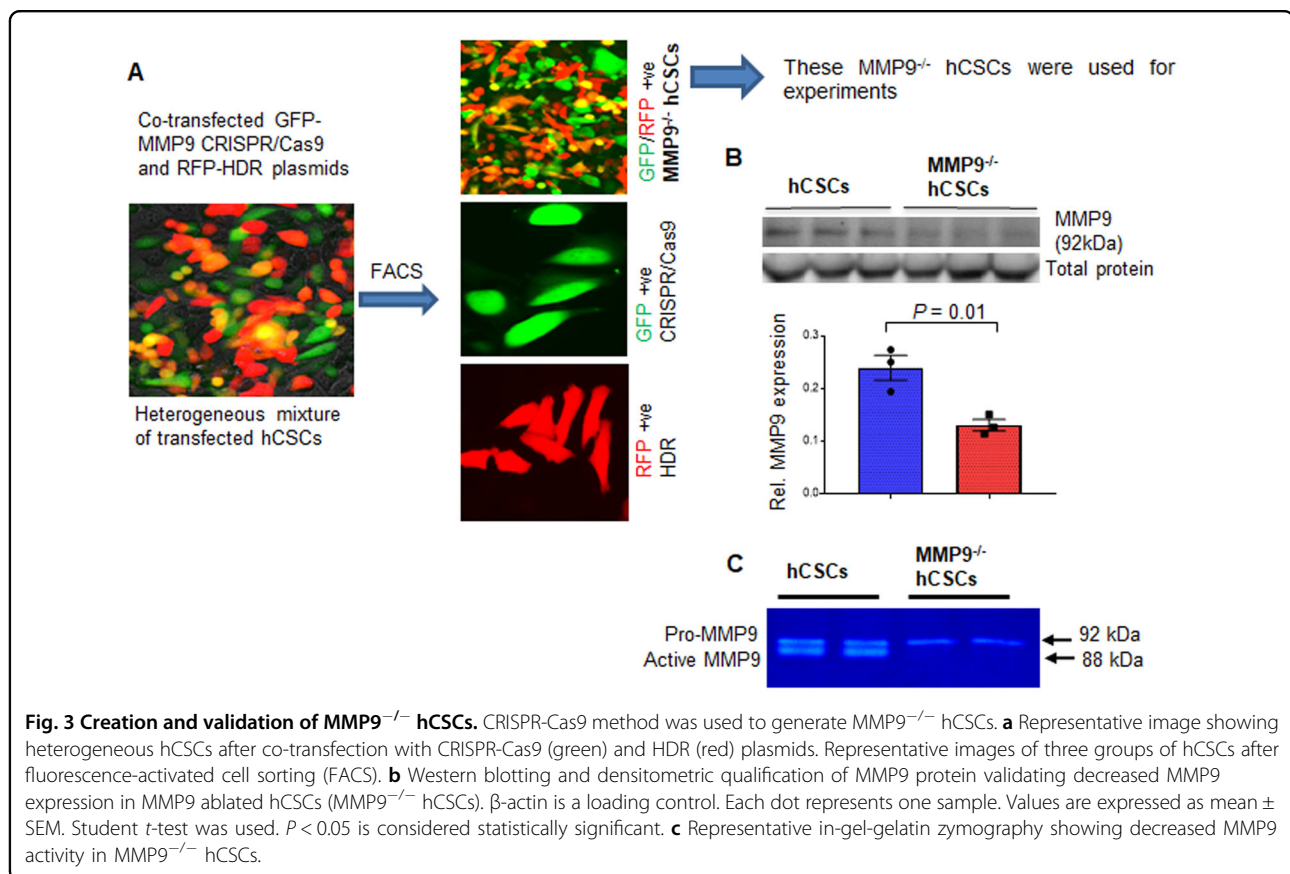 A
Co-transfected GFP-
MMP9 CRISPR/Cas9
and RFP-HDR plasmids
Heterogeneous mixture
of transfected hCSCs
FACS
GFP/RFP +ve
MMP9-/- hCSCs
GFP +ve
CRISPR/Cas9
RFP +ve
HDR
These MMP9-/- hCSCs were used for
experiments
B
hCSCs
MMP9-/-
hCSCs
MMP9
(92kDa)
Total protein
P = 0.01
Rel. MMP9 expression
0.3
0.2
0.1
0.0
C
hCSCs
MMP9-/-
hCSCs
Pro-MMP9
Active MMP9
92 kDa
88 kDa
Fig. 3 Creation and validation of MMP9−/− hCSCs. CRISPR-Cas9 method was used to generate MMP9−/− hCSCs. a Representative image showing
heterogeneous hCSCs after co-transfection with CRISPR-Cas9 (green) and HDR (red) plasmids. Representative images of three groups of hCSCs after
fluorescence-activated cell sorting (FACS). b Western blotting and densitometric qualification of MMP9 protein validating decreased MMP9
expression in MMP9 ablated hCSCs (MMP9−/− hCSCs). β-actin is a loading control. Each dot represents one sample. Values are expressed as mean ±
SEM. Student t-test was used. P < 0.05 is considered statistically significant. c Representative in-gel-gelatin zymography showing decreased MMP9
activity in MMP9−/− hCSCs.